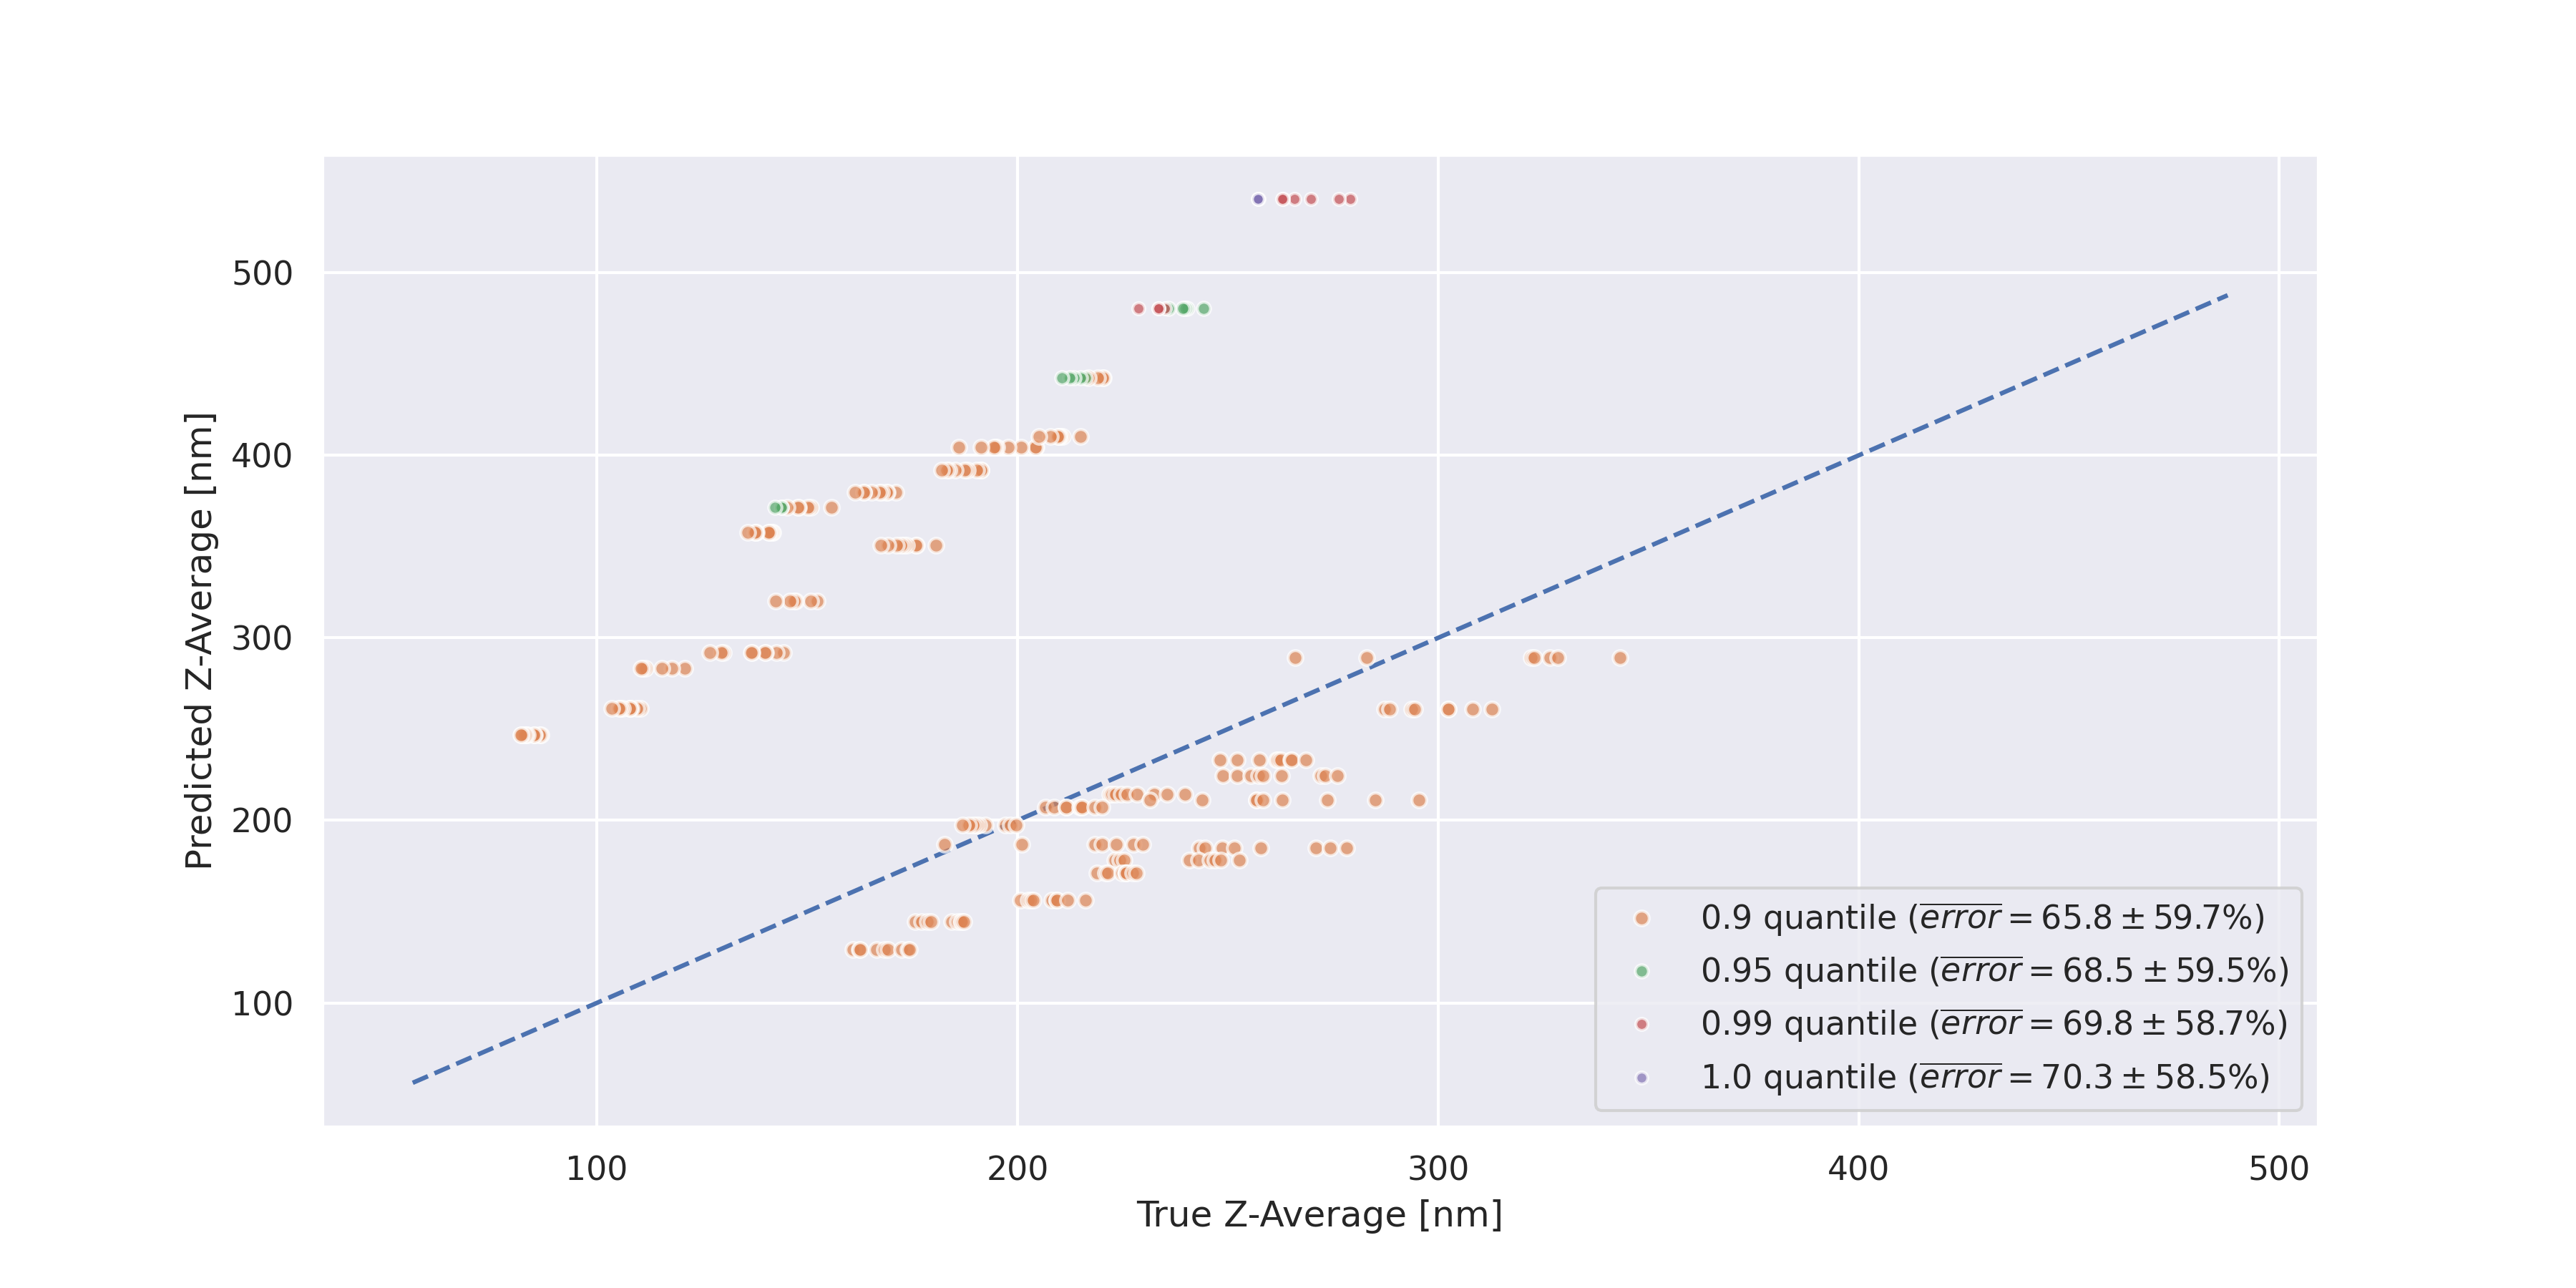 500
400
300
200
100
Predicted Z-Average [nm]
0.9 quantile (error = 65.8 ± 59.7%)
0.95 quantile (error = 68.5 ± 59.5%)
0.99 quantile (error = 69.8 ± 58.7%)
1.0 quantile (error = 70.3 ± 58.5%)
100 200 300 400 500
True Z-Average [nm]